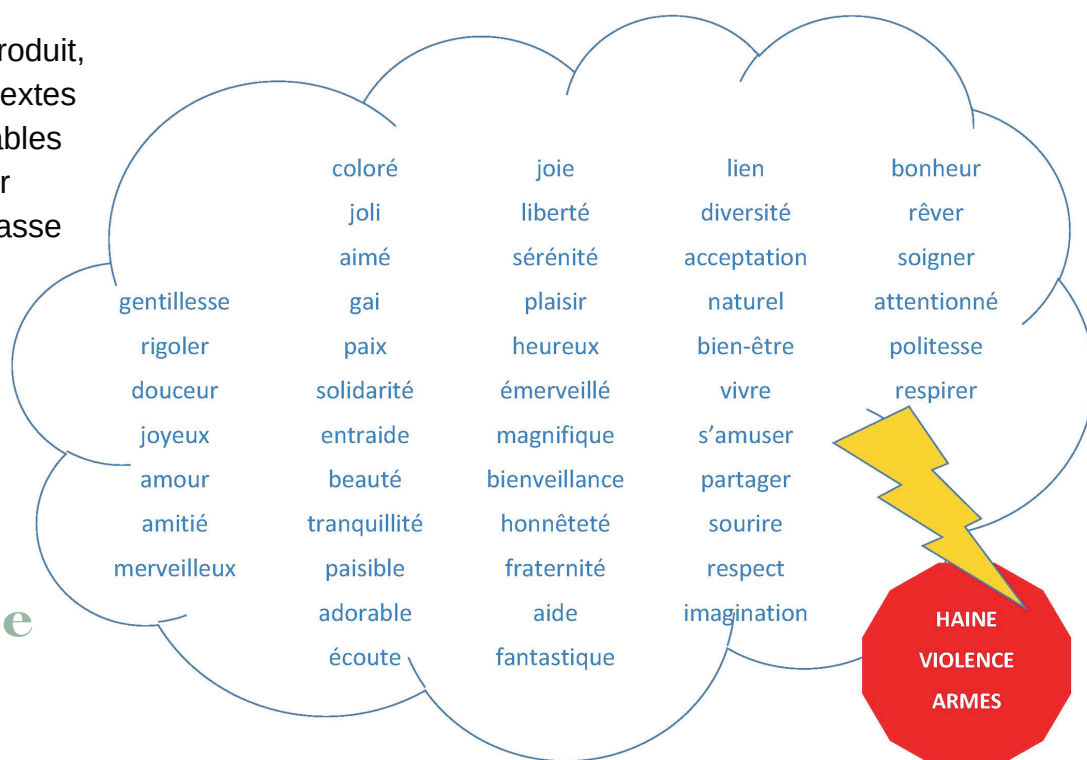 roduit,
extes
ables
r
asse
coloré joie lien bonheur
joli liberté diversité rêver
aimé sérénité acceptation soigner
gentillesse gai plaisir naturel attentionné
rigoler paix heureux bien-être politesse
douceur solidarité émerveillé vivre respirer
joyeux entraide magnifique s'amuser
amour beauté bienveillance partager
amitié tranquillité honnêteté sourire
merveilleux paisible fraternité respect
adorable aide imagination
écoute fantastique
e
HAINE
VIOLENCE
ARMES